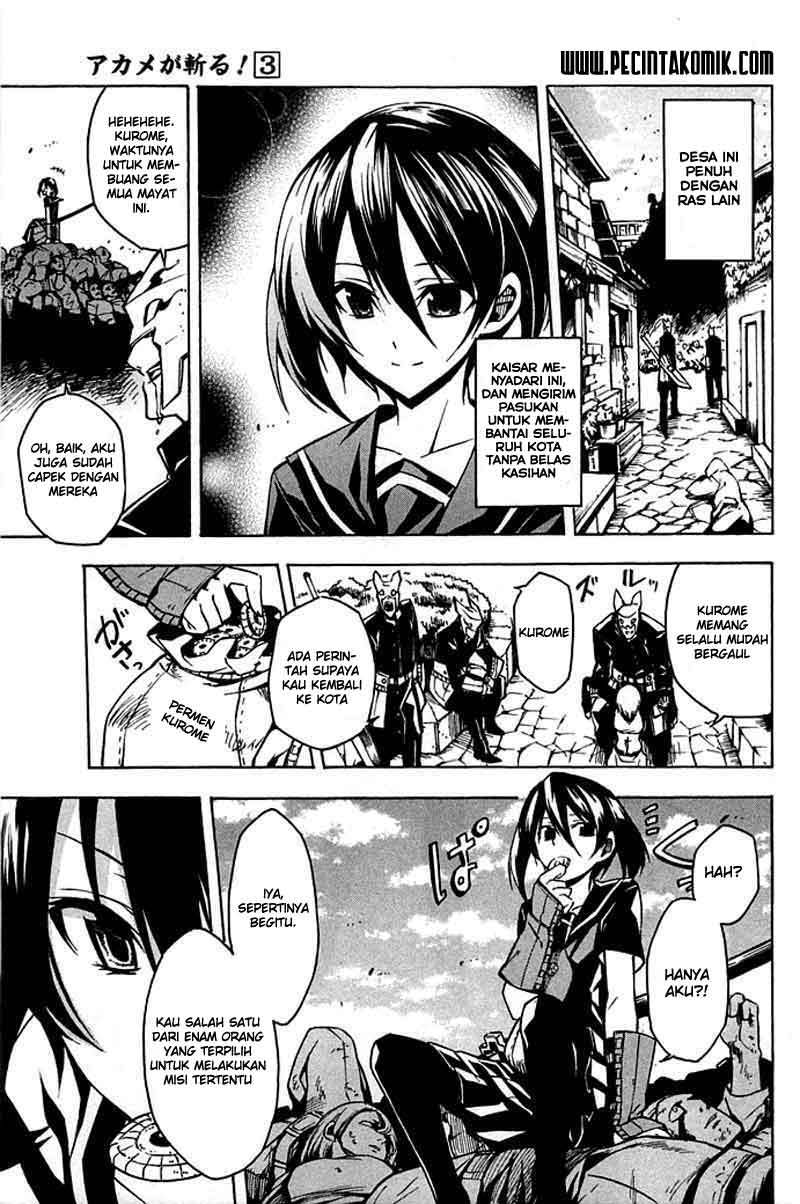 アカメが斬る! 3
WWW.PECINTAKOMIK.COM
DESA INI
PENUH
DENGAN
RAS LAIN
KAISAR ME-
NYADARI INI,
DAN MENGIRIM
PASUKAN
UNTUK MEM-
BANTAI SELU-
RUH KOTA
TANPA BELAS
KASIHAN
HEHEHEHE.
KUROME,
WAKTUNYA
UNTUK MEM-
BUANG SE-
MUA MAYAT
INI.
OH, BAIK, AKU
JUGA SUDAH
CAPEK DENGAN
MEREKA
KUROME
MEMANG
SELALU MUDAH
BERGAUL
ズルッ
KUROME
ADA PERIN-
TAH SUPAYA
KAU KEMBALI
KE KOTA
がさっ
PERMEN
KUROME
HAH?
HANYA
AKU?!
ぱ
IYA,
SEPERTINYA
BEGITU.
KAU SALAH SATU
DARI ENAM ORANG
YANG TERPILIH
UNTUK MELAKUKAN
MISI TERTENTU